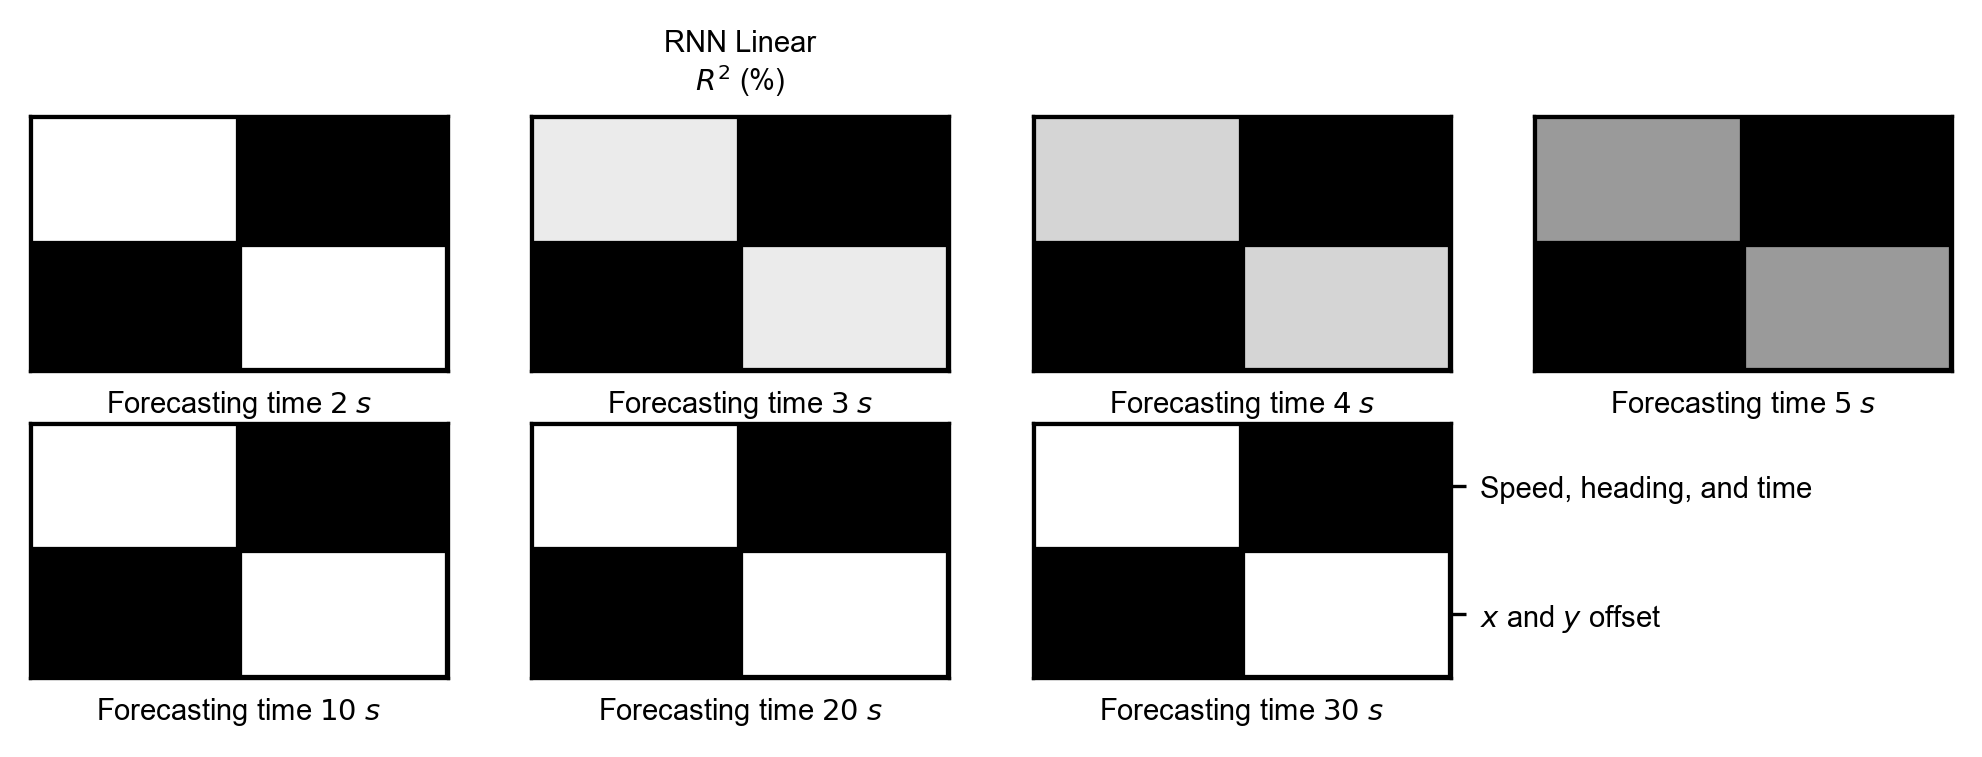 RNN Linear
R² (%)
Forecasting time 2 s
Forecasting time 3 s
Forecasting time 4 s
Forecasting time 5 s
Speed, heading, and time
x and y offset
Forecasting time 10 s
Forecasting time 20 s
Forecasting time 30 s